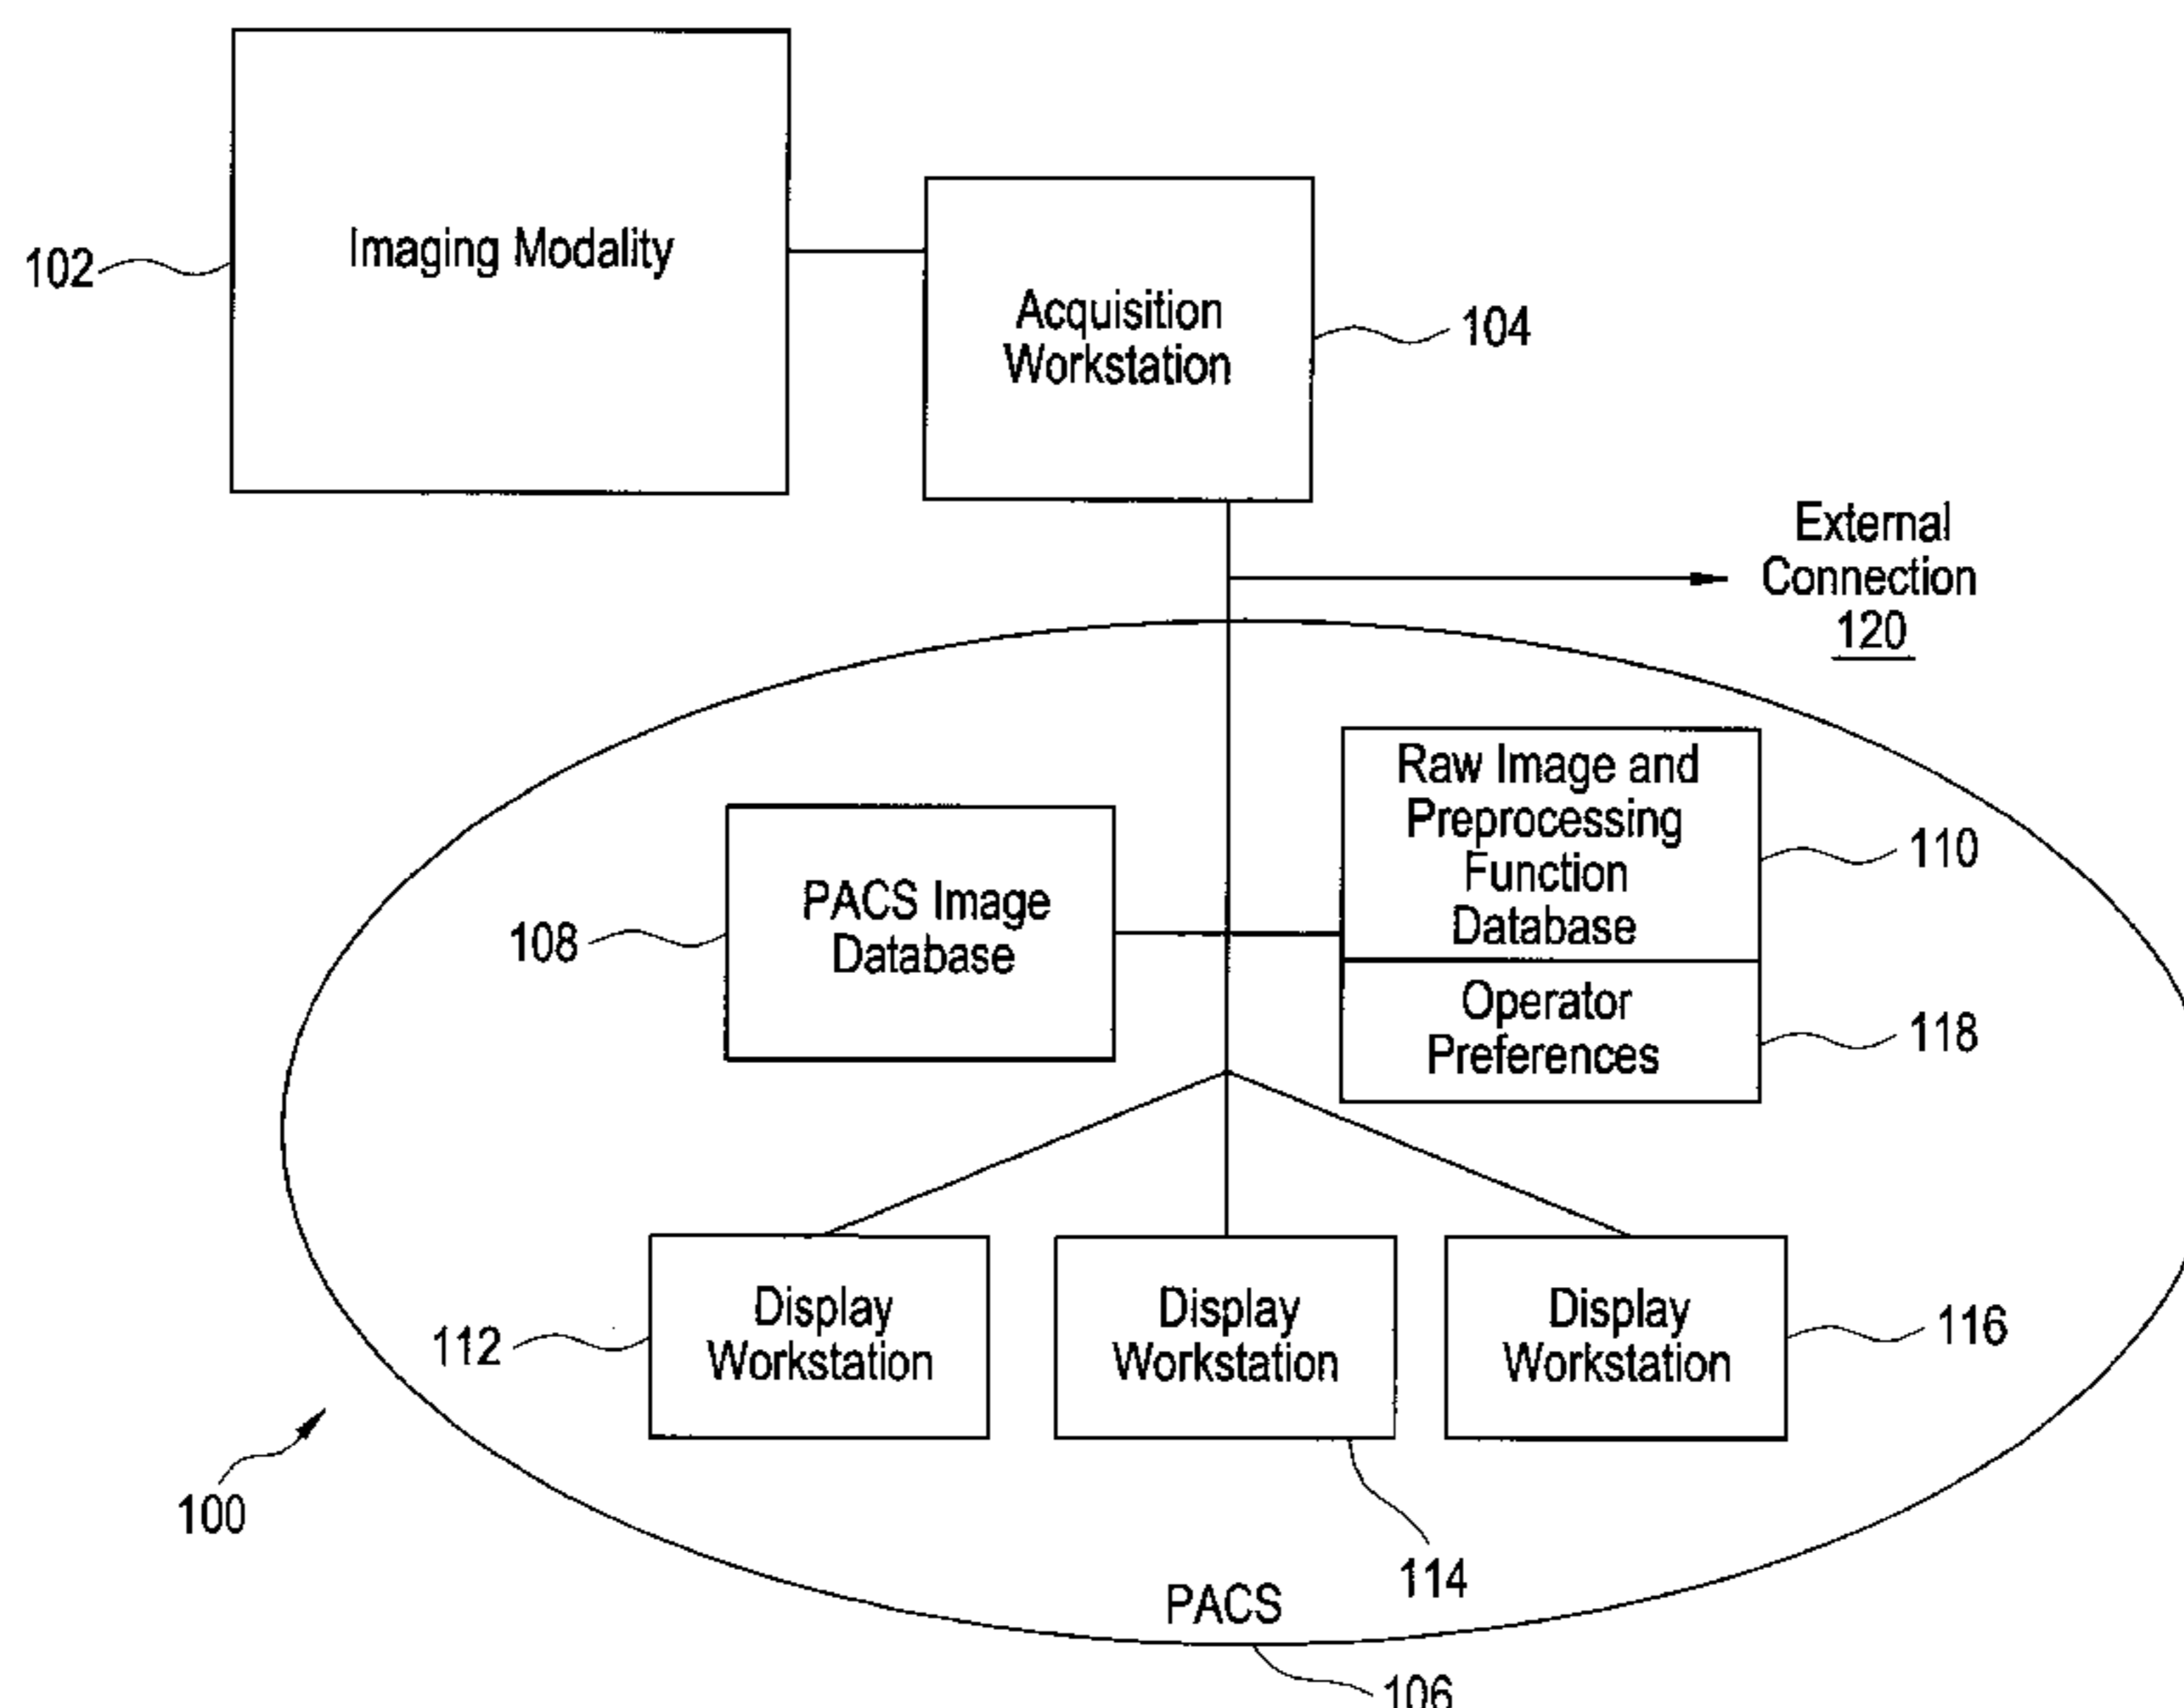 Imaging Modality
102
Acquisition
Workstation
104
External
Connection
120
Raw Image and
Preprocessing
Function
Database
110
PACS Image
Database
108
Operator
Preferences
118
Display
Workstation
112
Display
Workstation
114
Display
Workstation
116
100
PACS
106